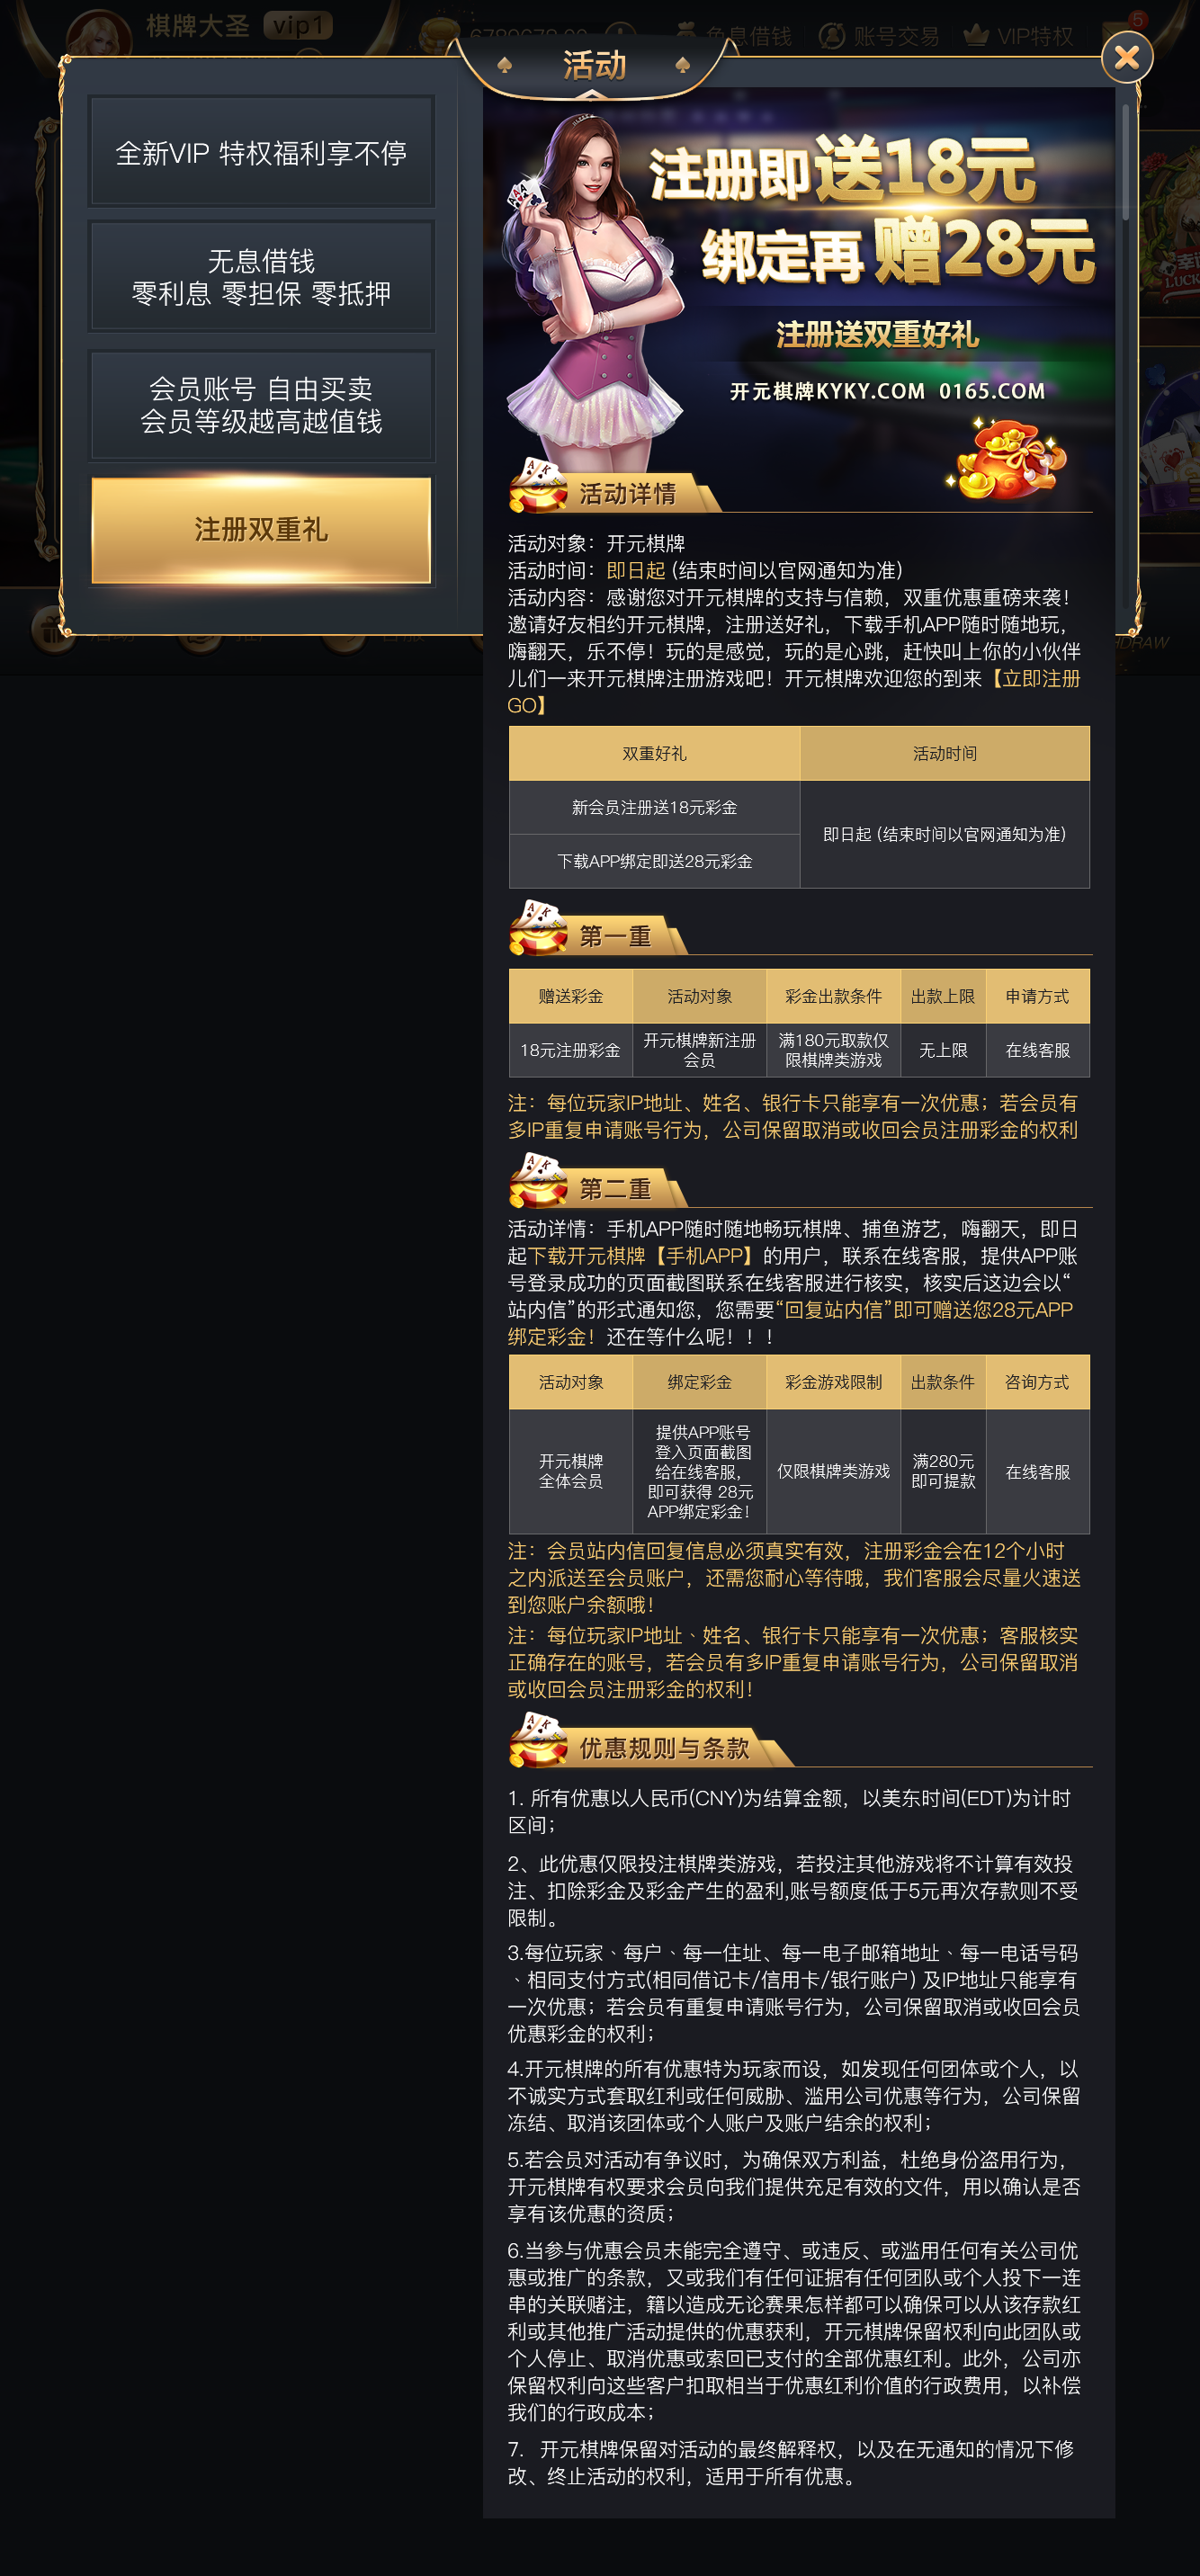 棋牌大圣 vip1
免息借钱
账号交易
VIP特权
5
活动
全新VIP 特权福利享不停
无息借钱
零利息 零担保 零抵押
会员账号 自由买卖
会员等级越高越值钱
注册双重礼
注册即送18元
绑定再赠28元
注册送双重好礼
开元棋牌KYKY.COM 0165.COM
活动详情
活动对象：开元棋牌
活动时间：即日起 (结束时间以官网通知为准)
活动内容：感谢您对开元棋牌的支持与信赖，双重优惠重磅来袭！
邀请好友相约开元棋牌，注册送好礼，下载手机APP随时随地玩，
嗨翻天，乐不停！玩的是感觉，玩的是心跳，赶快叫上你的小伙伴
儿们一来开元棋牌注册游戏吧！开元棋牌欢迎您的到来【立即注册
GO】
双重好礼 活动时间
新会员注册送18元彩金
即日起 (结束时间以官网通知为准)
下载APP绑定即送28元彩金
第一重
赠送彩金 活动对象 彩金出款条件 出款上限 申请方式
18元注册彩金 开元棋牌新注册 满180元取款仅 无上限 在线客服
会员 限棋牌类游戏
注：每位玩家IP地址、姓名、银行卡只能享有一次优惠；若会员有
多IP重复申请账号行为，公司保留取消或收回会员注册彩金的权利
第二重
活动详情：手机APP随时随地畅玩棋牌、捕鱼游艺，嗨翻天，即日
起下载开元棋牌【手机APP】的用户，联系在线客服，提供APP账
号登录成功的页面截图联系在线客服进行核实，核实后这边会以“
站内信”的形式通知您，您需要“回复站内信”即可赠送您28元APP
绑定彩金！还在等什么呢！！！
活动对象 绑定彩金 彩金游戏限制 出款条件 咨询方式
开元棋牌
全体会员
提供APP账号
登入页面截图
给在线客服，
即可获得 28元
APP绑定彩金！
仅限棋牌类游戏
满280元
即可提款
在线客服
注：会员站内信回复信息必须真实有效，注册彩金会在12个小时
之内派送至会员账户，还需您耐心等待哦，我们客服会尽量火速送
到您账户余额哦！
注：每位玩家IP地址、姓名、银行卡只能享有一次优惠；客服核实
正确存在的账号，若会员有多IP重复申请账号行为，公司保留取消
或收回会员注册彩金的权利！
优惠规则与条款
1. 所有优惠以人民币(CNY)为结算金额，以美东时间(EDT)为计时
区间；
2、此优惠仅限投注棋牌类游戏，若投注其他游戏将不计算有效投
注、扣除彩金及彩金产生的盈利,账号额度低于5元再次存款则不受
限制。
3.每位玩家、每户、每一住址、每一电子邮箱地址、每一电话号码
、相同支付方式(相同借记卡/信用卡/银行账户) 及IP地址只能享有
一次优惠；若会员有重复申请账号行为，公司保留取消或收回会员
优惠彩金的权利；
4.开元棋牌的所有优惠特为玩家而设，如发现任何团体或个人，以
不诚实方式套取红利或任何威胁、滥用公司优惠等行为，公司保留
冻结、取消该团体或个人账户及账户结余的权利；
5.若会员对活动有争议时，为确保双方利益，杜绝身份盗用行为，
开元棋牌有权要求会员向我们提供充足有效的文件，用以确认是否
享有该优惠的资质；
6.当参与优惠会员未能完全遵守、或违反、或滥用任何有关公司优
惠或推广的条款，又或我们有任何证据有任何团队或个人投下一连
串的关联赌注，籍以造成无论赛果怎样都可以确保可以从该存款红
利或其他推广活动提供的优惠获利，开元棋牌保留权利向此团队或
个人停止、取消优惠或索回已支付的全部优惠红利。此外，公司亦
保留权利向这些客户扣取相当于优惠红利价值的行政费用，以补偿
我们的行政成本；
7. 开元棋牌保留对活动的最终解释权，以及在无通知的情况下修
改、终止活动的权利，适用于所有优惠。